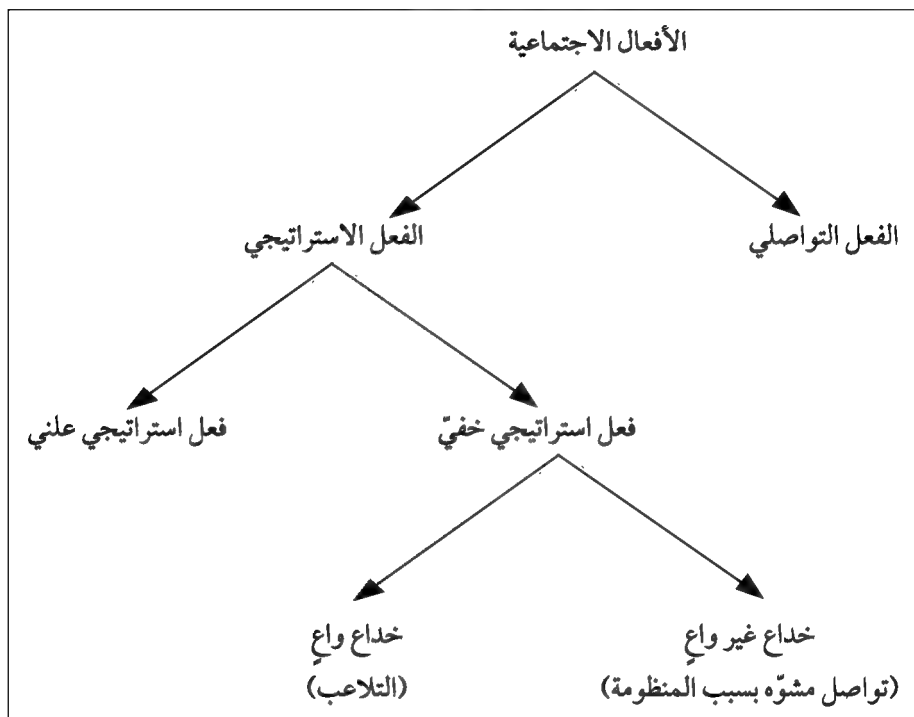 الأفعال الاجتماعية
الفعل التواصلي
الفعل الاستراتيجي
فعل استراتيجي خفيّ
فعل استراتيجي علني
خداع غير واعٍ
(تواصل مشوّه بسبب المنظومة)
خداع واعٍ
(التلاعب)